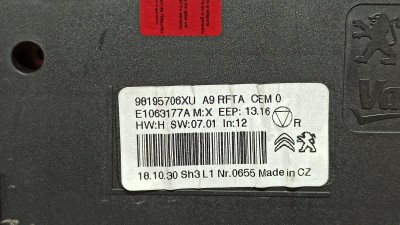 98195706XU A9 RFTA CEM 0
E1063177A M:X EEP: 13.16
HW:H SW:07.01 In:12 R
18.10.30 Sh3 L1 Nr.0656 Made in CZ